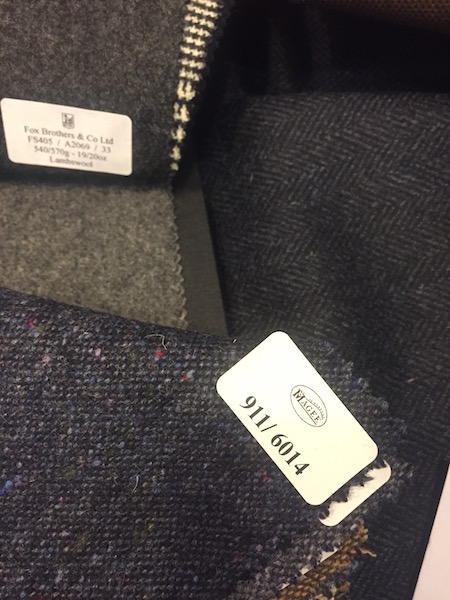 Fox Brothers & Co Ltd
FS405 / A2069 / 33
540/570g - 19/20oz
Lambswool
MAGEE
911/6014